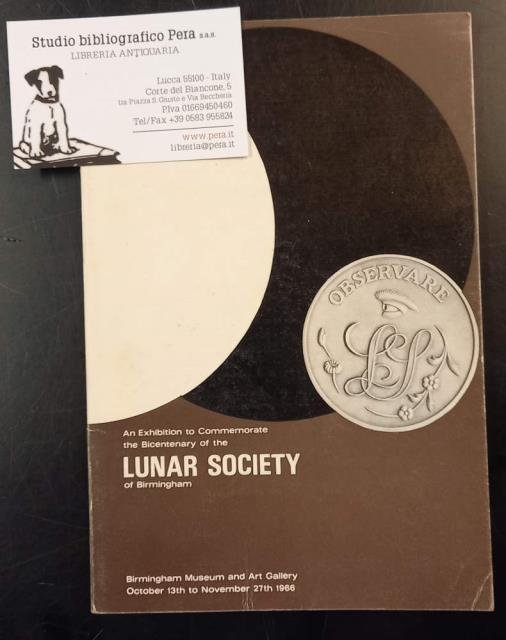 Studio bibliografico Pera s.a.s.
LIBRERIA ANTIQUARIA
Lucca 55100 - Italy
Corte del Biancone, 5
tra Piazza S. Giusto e Via Beccheria
P.Iva 01669450460
Tel/Fax +39 0583 955824
www.pera.it
libreria@pera.it
OBSERVARE
LS
An Exhibition to Commemorate
the Bicentenary of the
LUNAR SOCIETY
of Birmingham
Birmingham Museum and Art Gallery
October 13th to November 27th 1966